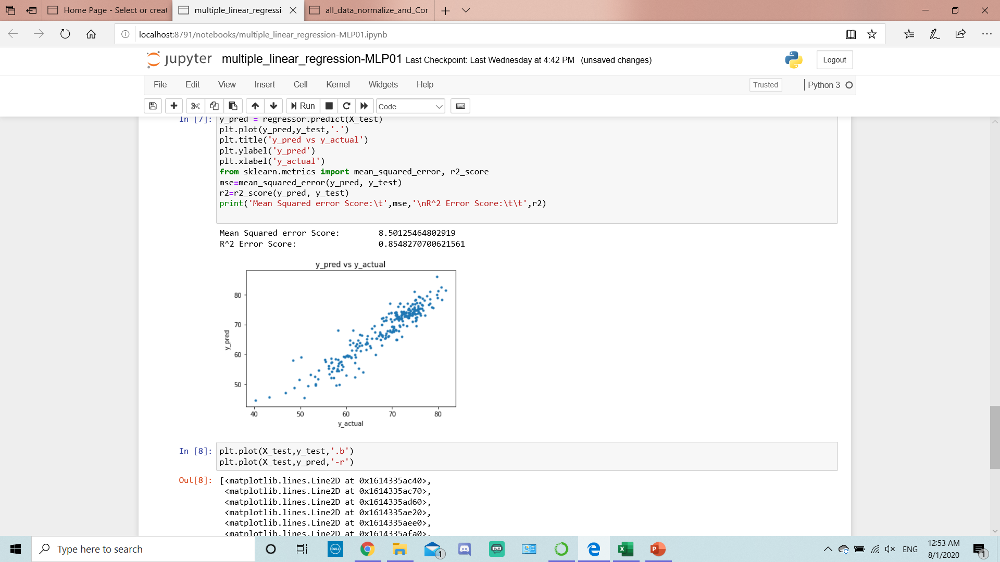 Home Page - Select or creat
multiple_linear_regressi
all_data_normalize_and_Cor
localhost:8791/notebooks/multiple_linear_regression-MLP01.ipynb
jupyter multiple_linear_regression-MLP01 Last Checkpoint: Last Wednesday at 4:42 PM (unsaved changes)
Logout
File Edit View Insert Cell Kernel Widgets Help
Trusted
Python 3
Run
Code
In [7]: y_pred = regressor.predict(X_test)
plt.plot(y_pred,y_test,'.')
plt.title('y_pred vs y_actual')
plt.ylabel('y_pred')
plt.xlabel('y_actual')
from sklearn.metrics import mean_squared_error, r2_score
mse=mean_squared_error(y_pred, y_test)
r2=r2_score(y_pred, y_test)
print('Mean Squared error Score:\t',mse,'\nR^2 Error Score:\t\t',r2)
Mean Squared error Score: 8.50125464802919
R^2 Error Score: 0.8548270700621561
y_pred vs y_actual
80
70
60
50
y_pred
40 50 60 70 80
y_actual
In [8]: plt.plot(X_test,y_test,'.b')
plt.plot(X_test,y_pred,'-r')
Out[8]: [<matplotlib.lines.Line2D at 0x1614335ac40>,
<matplotlib.lines.Line2D at 0x1614335ac70>,
<matplotlib.lines.Line2D at 0x1614335ad60>,
<matplotlib.lines.Line2D at 0x1614335ae20>,
<matplotlib.lines.Line2D at 0x1614335aee0>,
<matplotlib.lines.Line2D at 0x1614335afa0>,
Type here to search
DELL
1
ENG
12:53 AM
8/1/2020
1